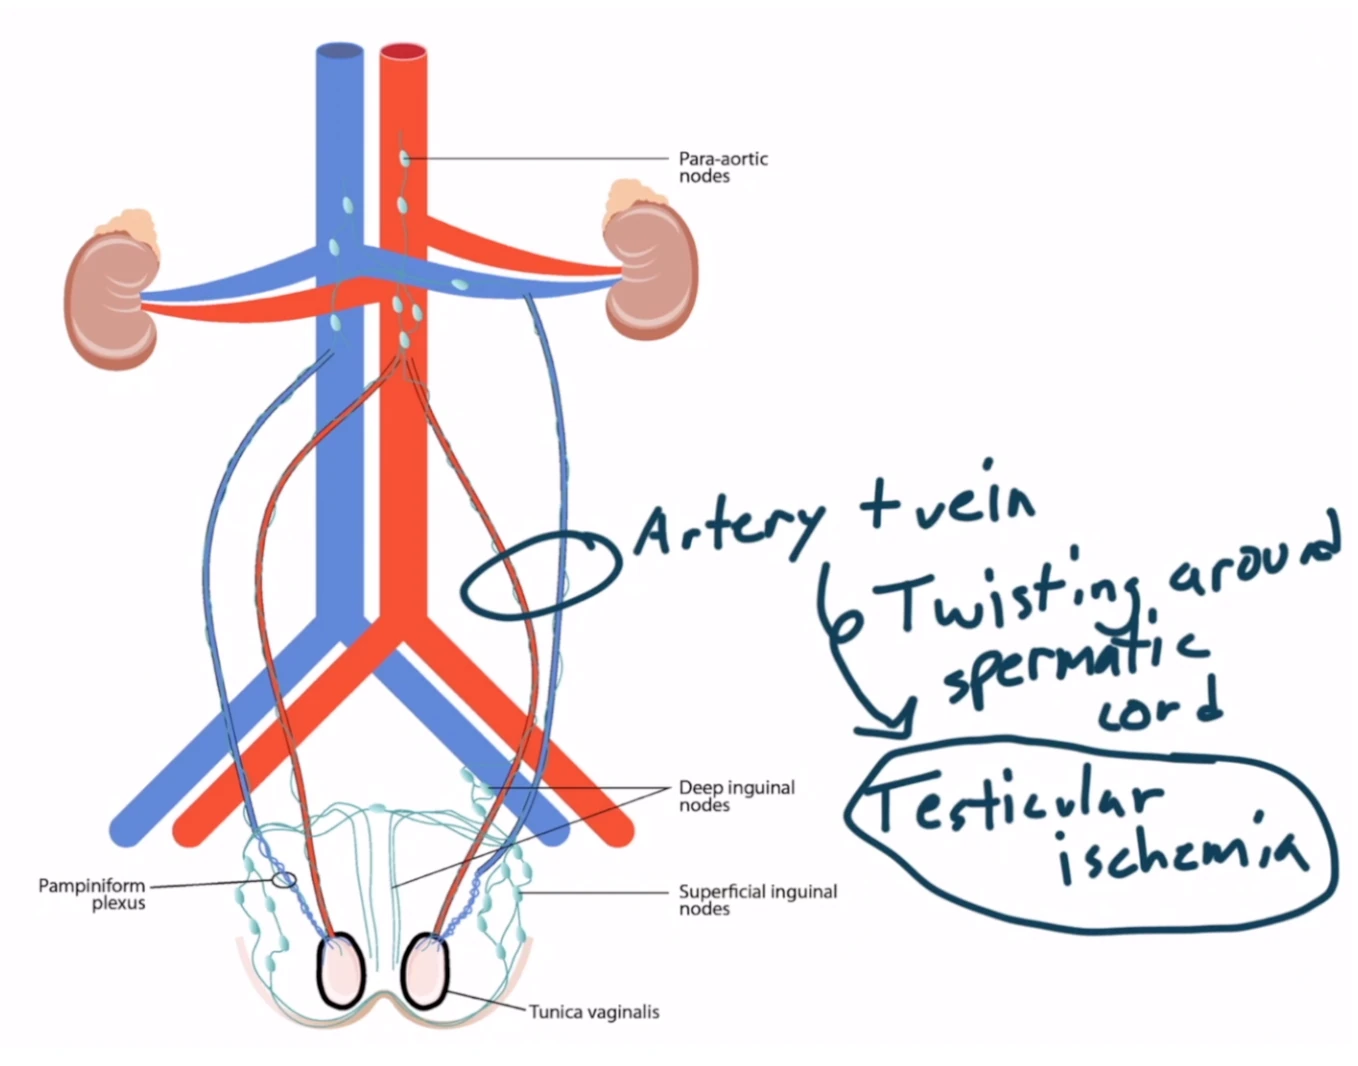 Para-aortic
nodes
Artery + vein
Twisting around
spermatic
cord
Testicular
ischemia
Deep inguinal
nodes
Pampiniform
plexus
Superficial inguinal
nodes
Tunica vaginalis